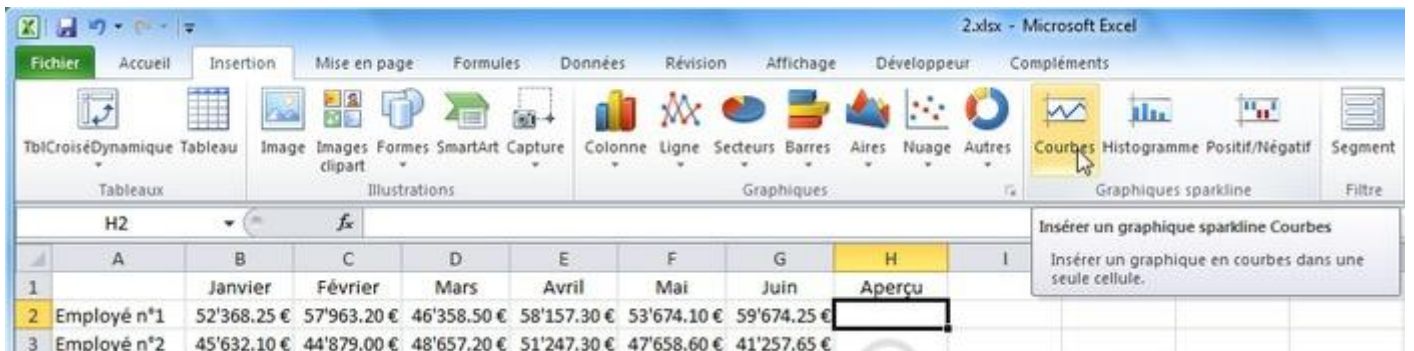 2.xlsx - Microsoft Excel
Fichier Accueil Insertion Mise en page Formules Données Révision Affichage Développeur Compléments
TblCroiséDynamique Tableau Image Images clipart Formes SmartArt Capture Colonne Ligne Secteurs Barres Aires Nuage Autres Courbes Histogramme Positif/Négatif Segment
Tableaux Illustrations Graphiques Graphiques sparkline Filtre
H2 fx
Insérer un graphique sparkline Courbes
Insérer un graphique en courbes dans une
seule cellule.
A B C D E F G H I
1 Janvier Février Mars Avril Mai Juin Aperçu
2 Employé n°1 52'368.25 € 57'963.20 € 46'358.50 € 58'157.30 € 53'674.10 € 59'674.25 €
3 Employé n°2 45'632.10 € 44'879.00 € 48'657.20 € 51'247.30 € 47'658.60 € 41'257.65 €